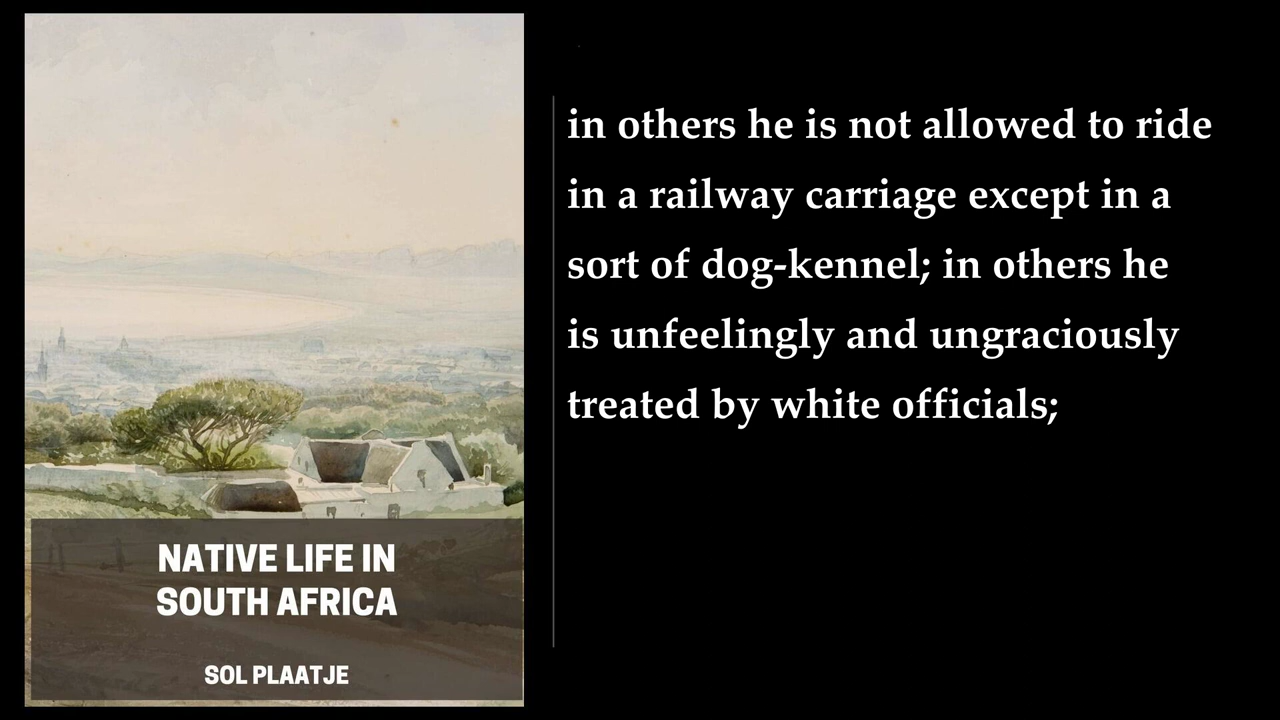 NATIVE LIFE IN
SOUTH AFRICA
SOL PLAATJE
in others he is not allowed to ride
in a railway carriage except in a
sort of dog-kennel; in others he
is unfeelingly and ungraciously
treated by white officials;